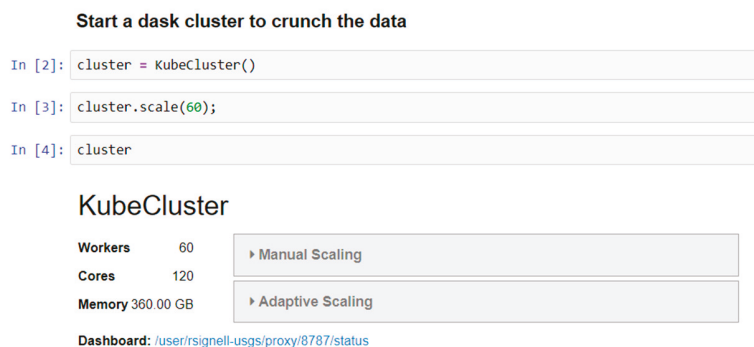 Start a dask cluster to crunch the data
In [2]: cluster = KubeCluster()
In [3]: cluster.scale(60);
In [4]: cluster
KubeCluster
Workers 60
Cores 120
Memory 360.00 GB
Manual Scaling
Adaptive Scaling
Dashboard: /user/rsignell-usgs/proxy/8787/status